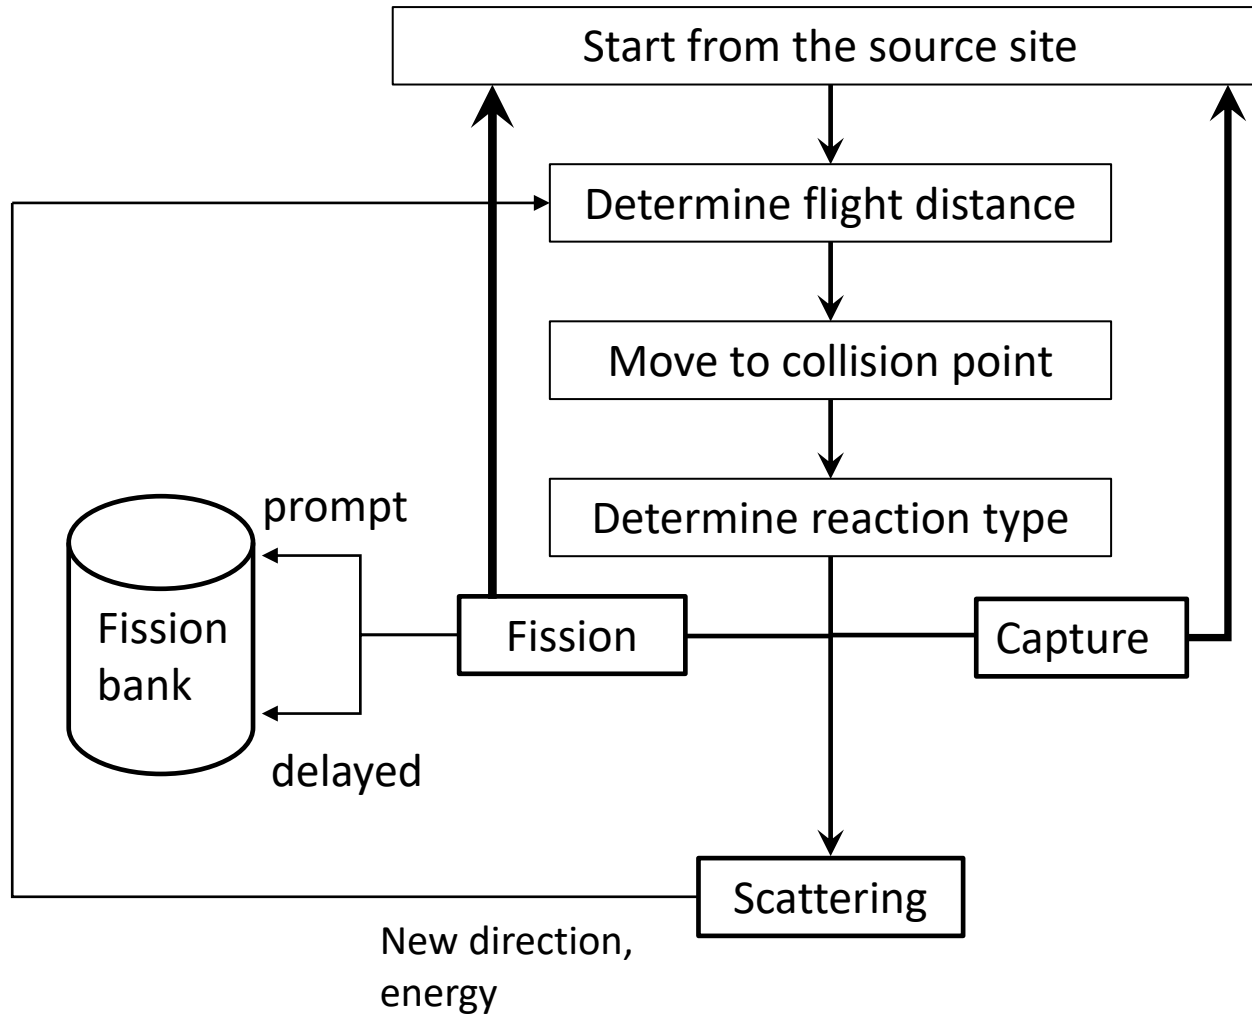 Start from the source site
Determine flight distance
Move to collision point
Determine reaction type
prompt
Fission
bank
delayed
Fission
Capture
Scattering
New direction,
energy